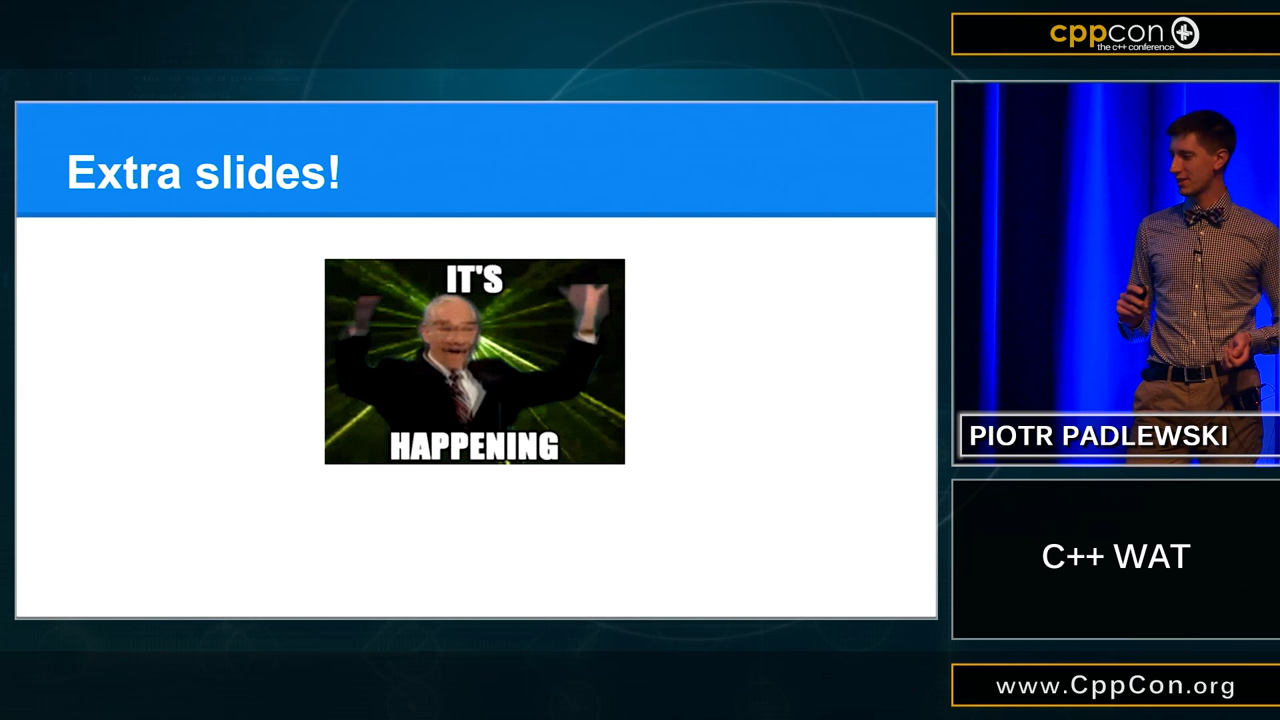 Extra slides!
IT'S
HAPPENING
cppcon
the c++ conference
PIOTR PADLEWSKI
C++ WAT
www.CppCon.org